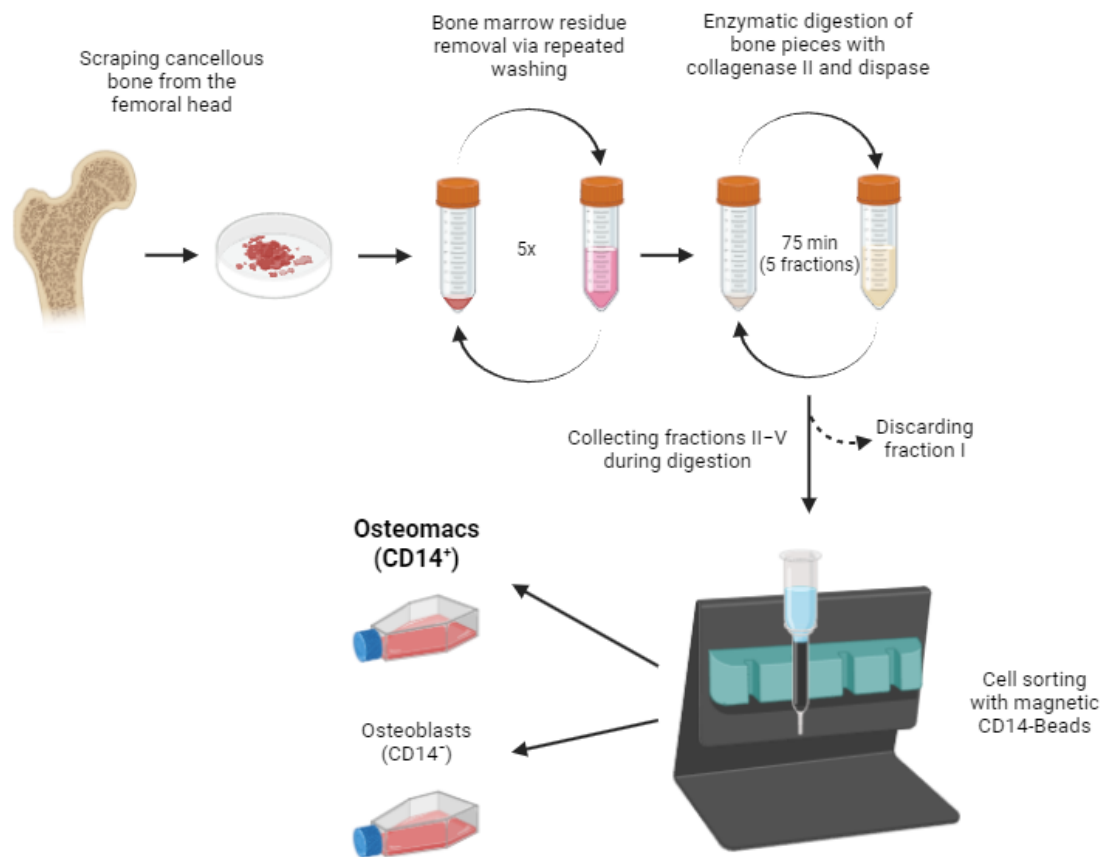 Scraping cancellous
bone from the
femoral head
Bone marrow residue
removal via repeated
washing
Enzymatic digestion of
bone pieces with
collagenase II and dispase
5x
75 min
(5 fractions)
Collecting fractions II–V
during digestion
Discarding
fraction I
Osteomacs
(CD14⁺)
Osteoblasts
(CD14⁻)
Cell sorting
with magnetic
CD14-Beads